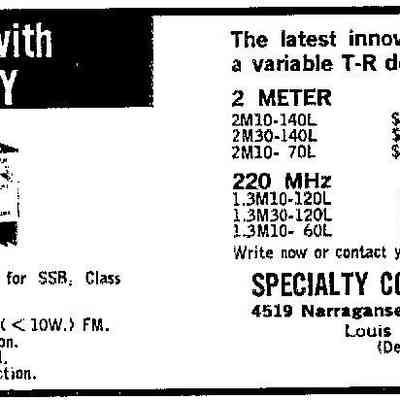 with
Y
for SSB, Class
(< 10W.) FM.
on.
l.
ction.
The latest innov
a variable T-R d
2 METER
2M10-140L $
2M30-140L $
2M10- 70L $
220 MHz
1.3M10-120L
1.3M30-120L
1.3M10- 60L
Write now or contact y
SPECIALTY CO
4519 Narraganse
Louis
(De